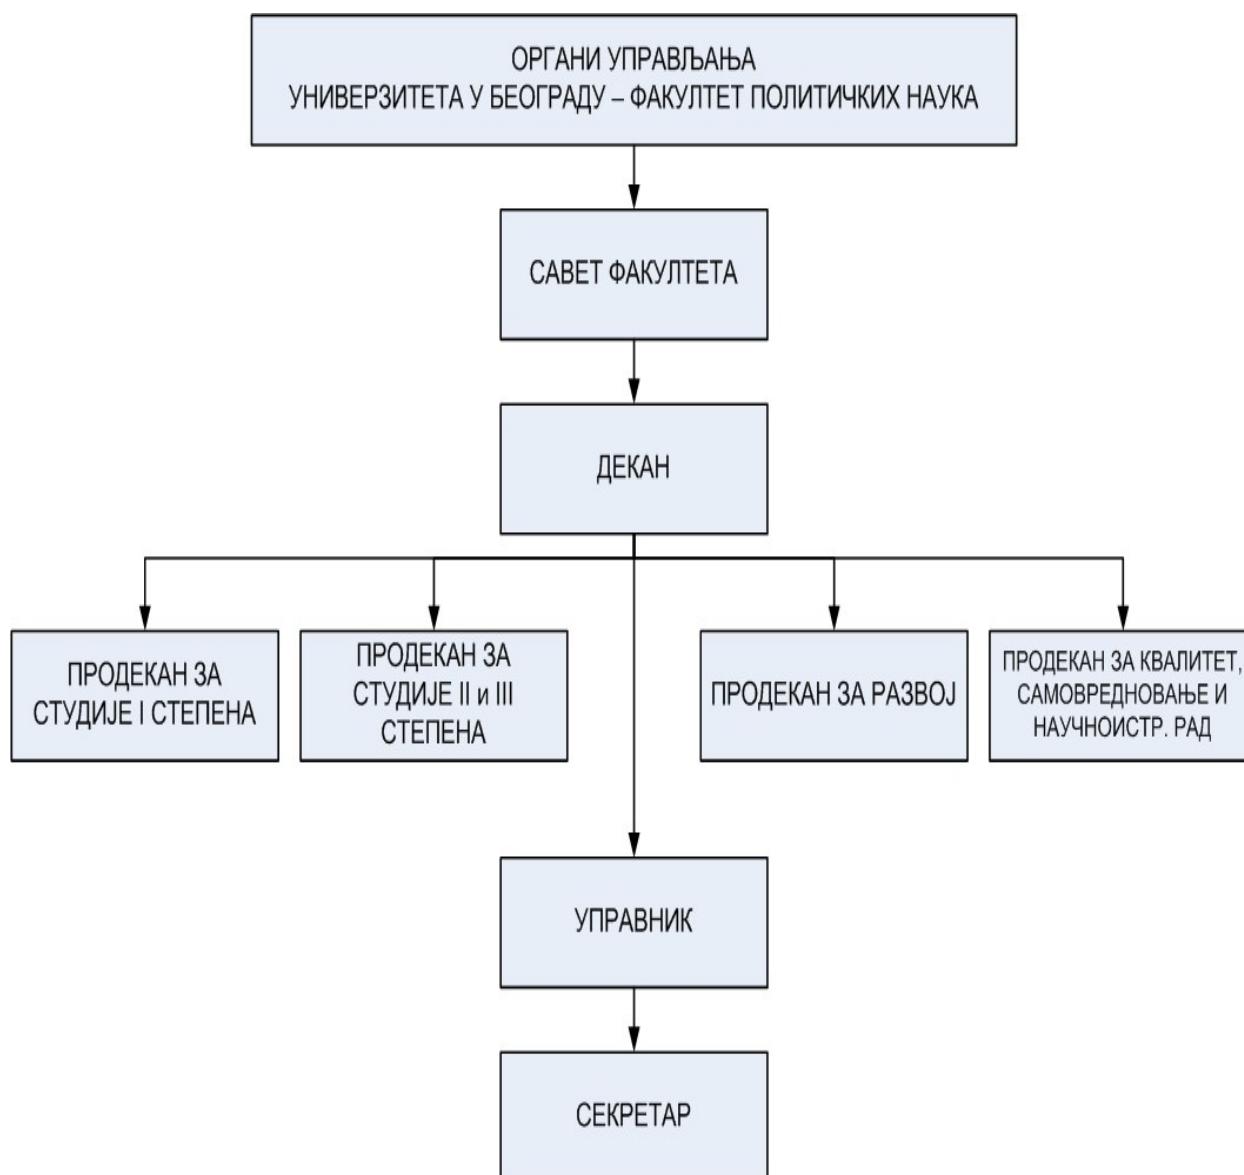 ОРГАНИ УПРАВЉАЊА
УНИВЕРЗИТЕТА У БЕОГРАДУ – ФАКУЛТЕТ ПОЛИТИЧКИХ НАУКА
САВЕТ ФАКУЛТЕТА
ДЕКАН
ПРОДЕКАН ЗА
СТУДИЈЕ I СТЕПЕНА
ПРОДЕКАН ЗА
СТУДИЈЕ II и III
СТЕПЕНА
ПРОДЕКАН ЗА РАЗВОЈ
ПРОДЕКАН ЗА КВАЛИТЕТ,
САМОВРЕДНОВАЊЕ И
НАУЧНОИСТР. РАД
УПРАВНИК
СЕКРЕТАР